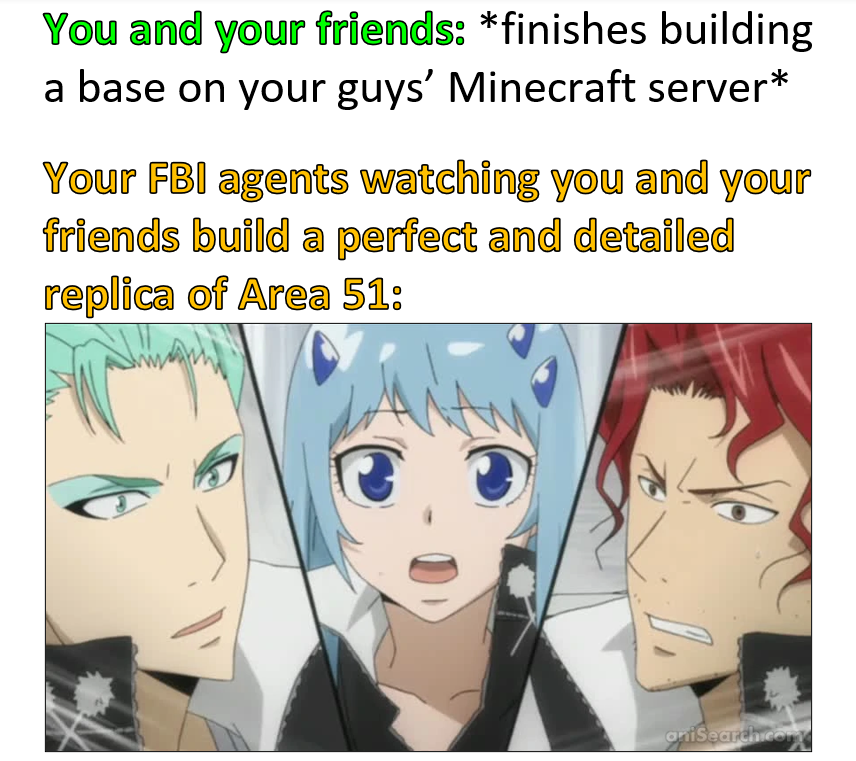 You and your friends: *finishes building
a base on your guys’ Minecraft server*
Your FBI agents watching you and your
friends build a perfect and detailed
replica of Area 51:
aniSearch.com